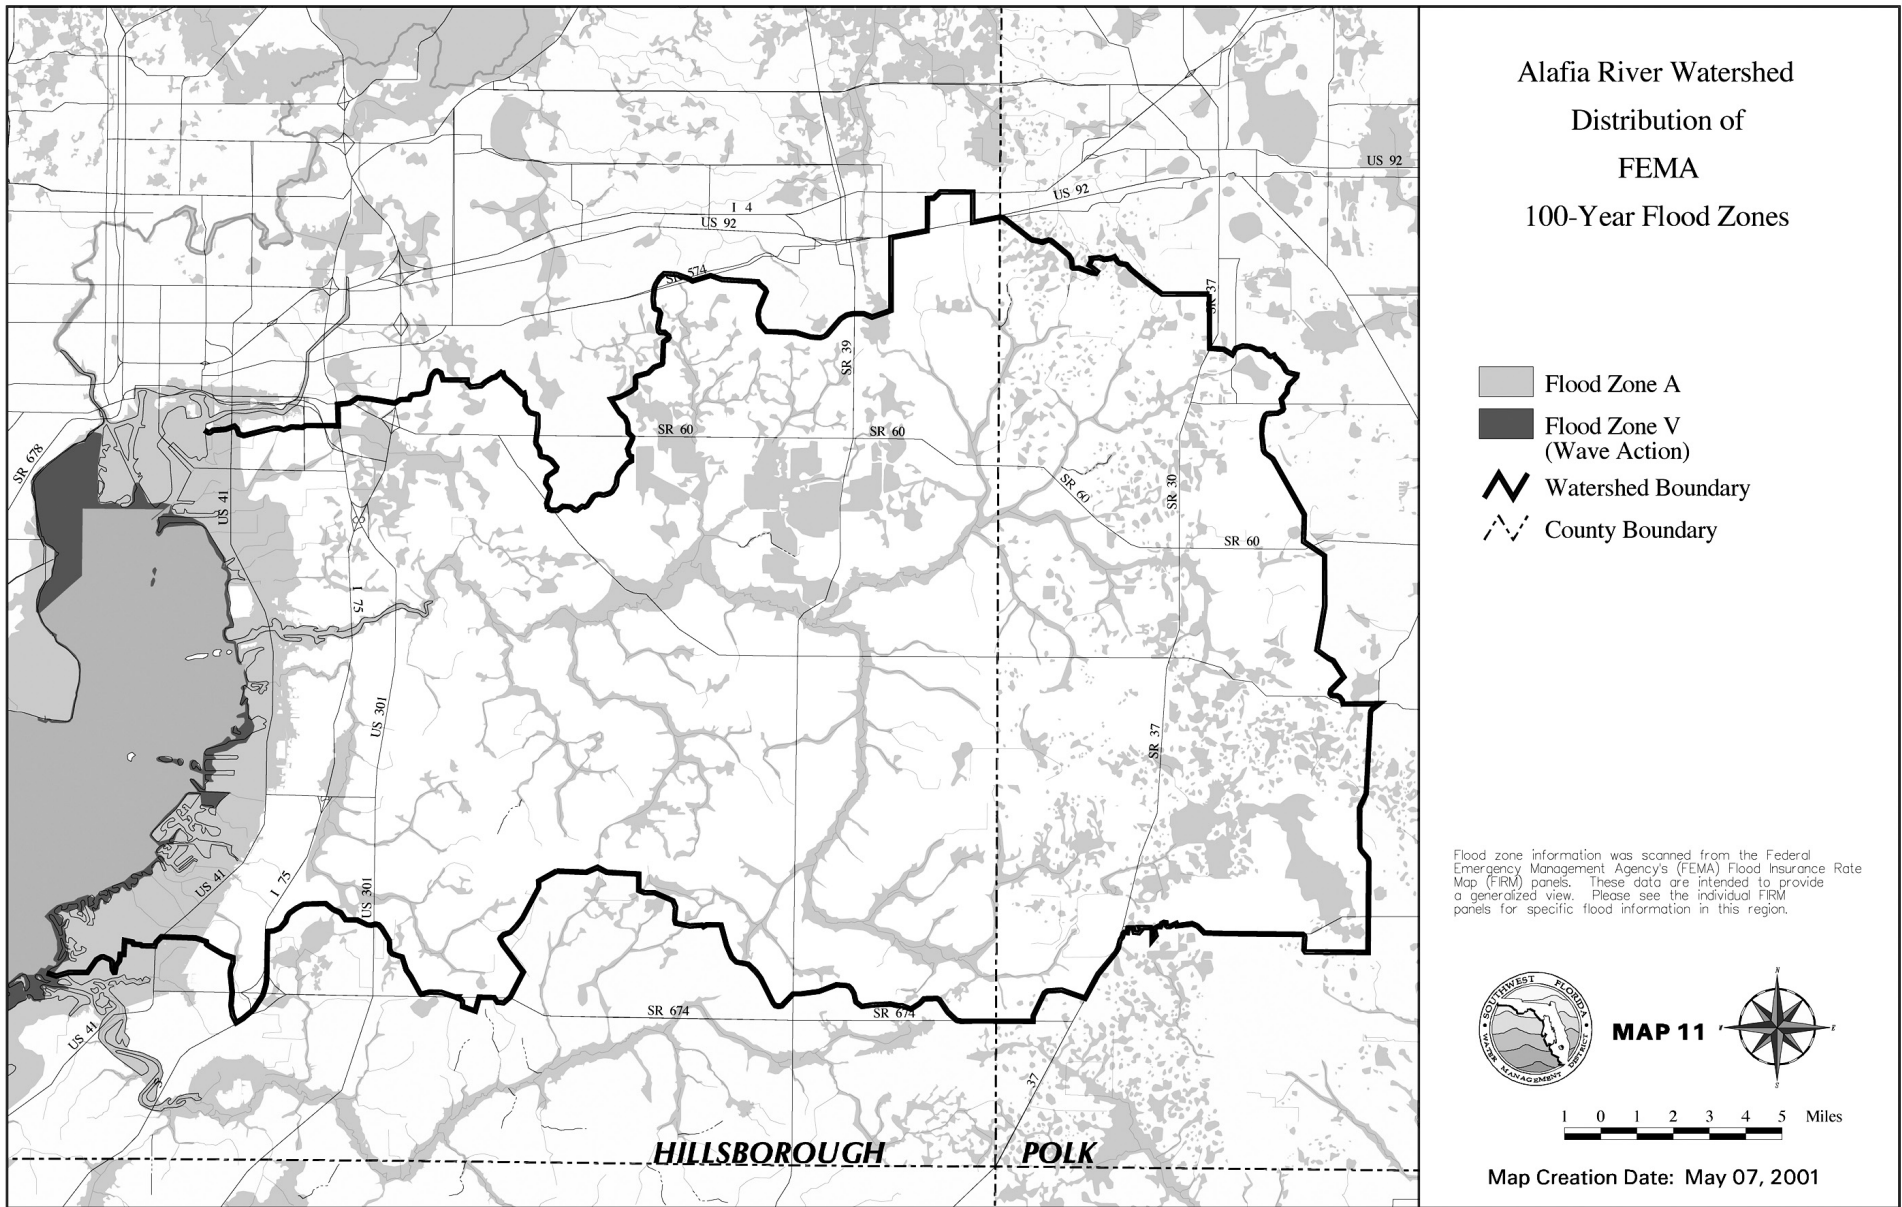 Alafia River Watershed
Distribution of
FEMA
100-Year Flood Zones
US 92
US 92
I 4
US 92
SR 574
SR 37
SR 39
SR 60
SR 60
SR 678
US 41
SR 60
SR 30
SR 60
I 75
US 301
SR 37
US 41
I 75
US 301
SR 674
SR 674
US 41
37
HILLSBOROUGH
POLK
Flood Zone A
Flood Zone V
(Wave Action)
Watershed Boundary
County Boundary
Flood zone information was scanned from the Federal
Emergency Management Agency's (FEMA) Flood Insurance Rate
Map (FIRM) panels. These data are intended to provide
a generalized view. Please see the individual FIRM
panels for specific flood information in this region.
SOUTHWEST FLORIDA
WATER MANAGEMENT DISTRICT
MAP 11
N
E
S
W
1 0 1 2 3 4 5 Miles
Map Creation Date: May 07, 2001